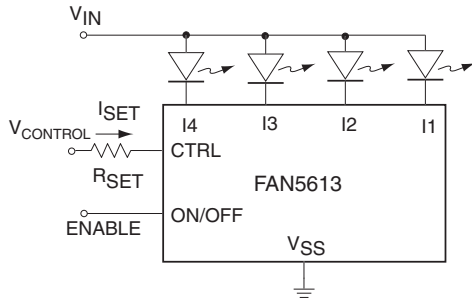 VIN
ISET
I4 I3 I2 I1
VCONTROL
CTRL
RSET
FAN5613
ON/OFF
ENABLE
VSS